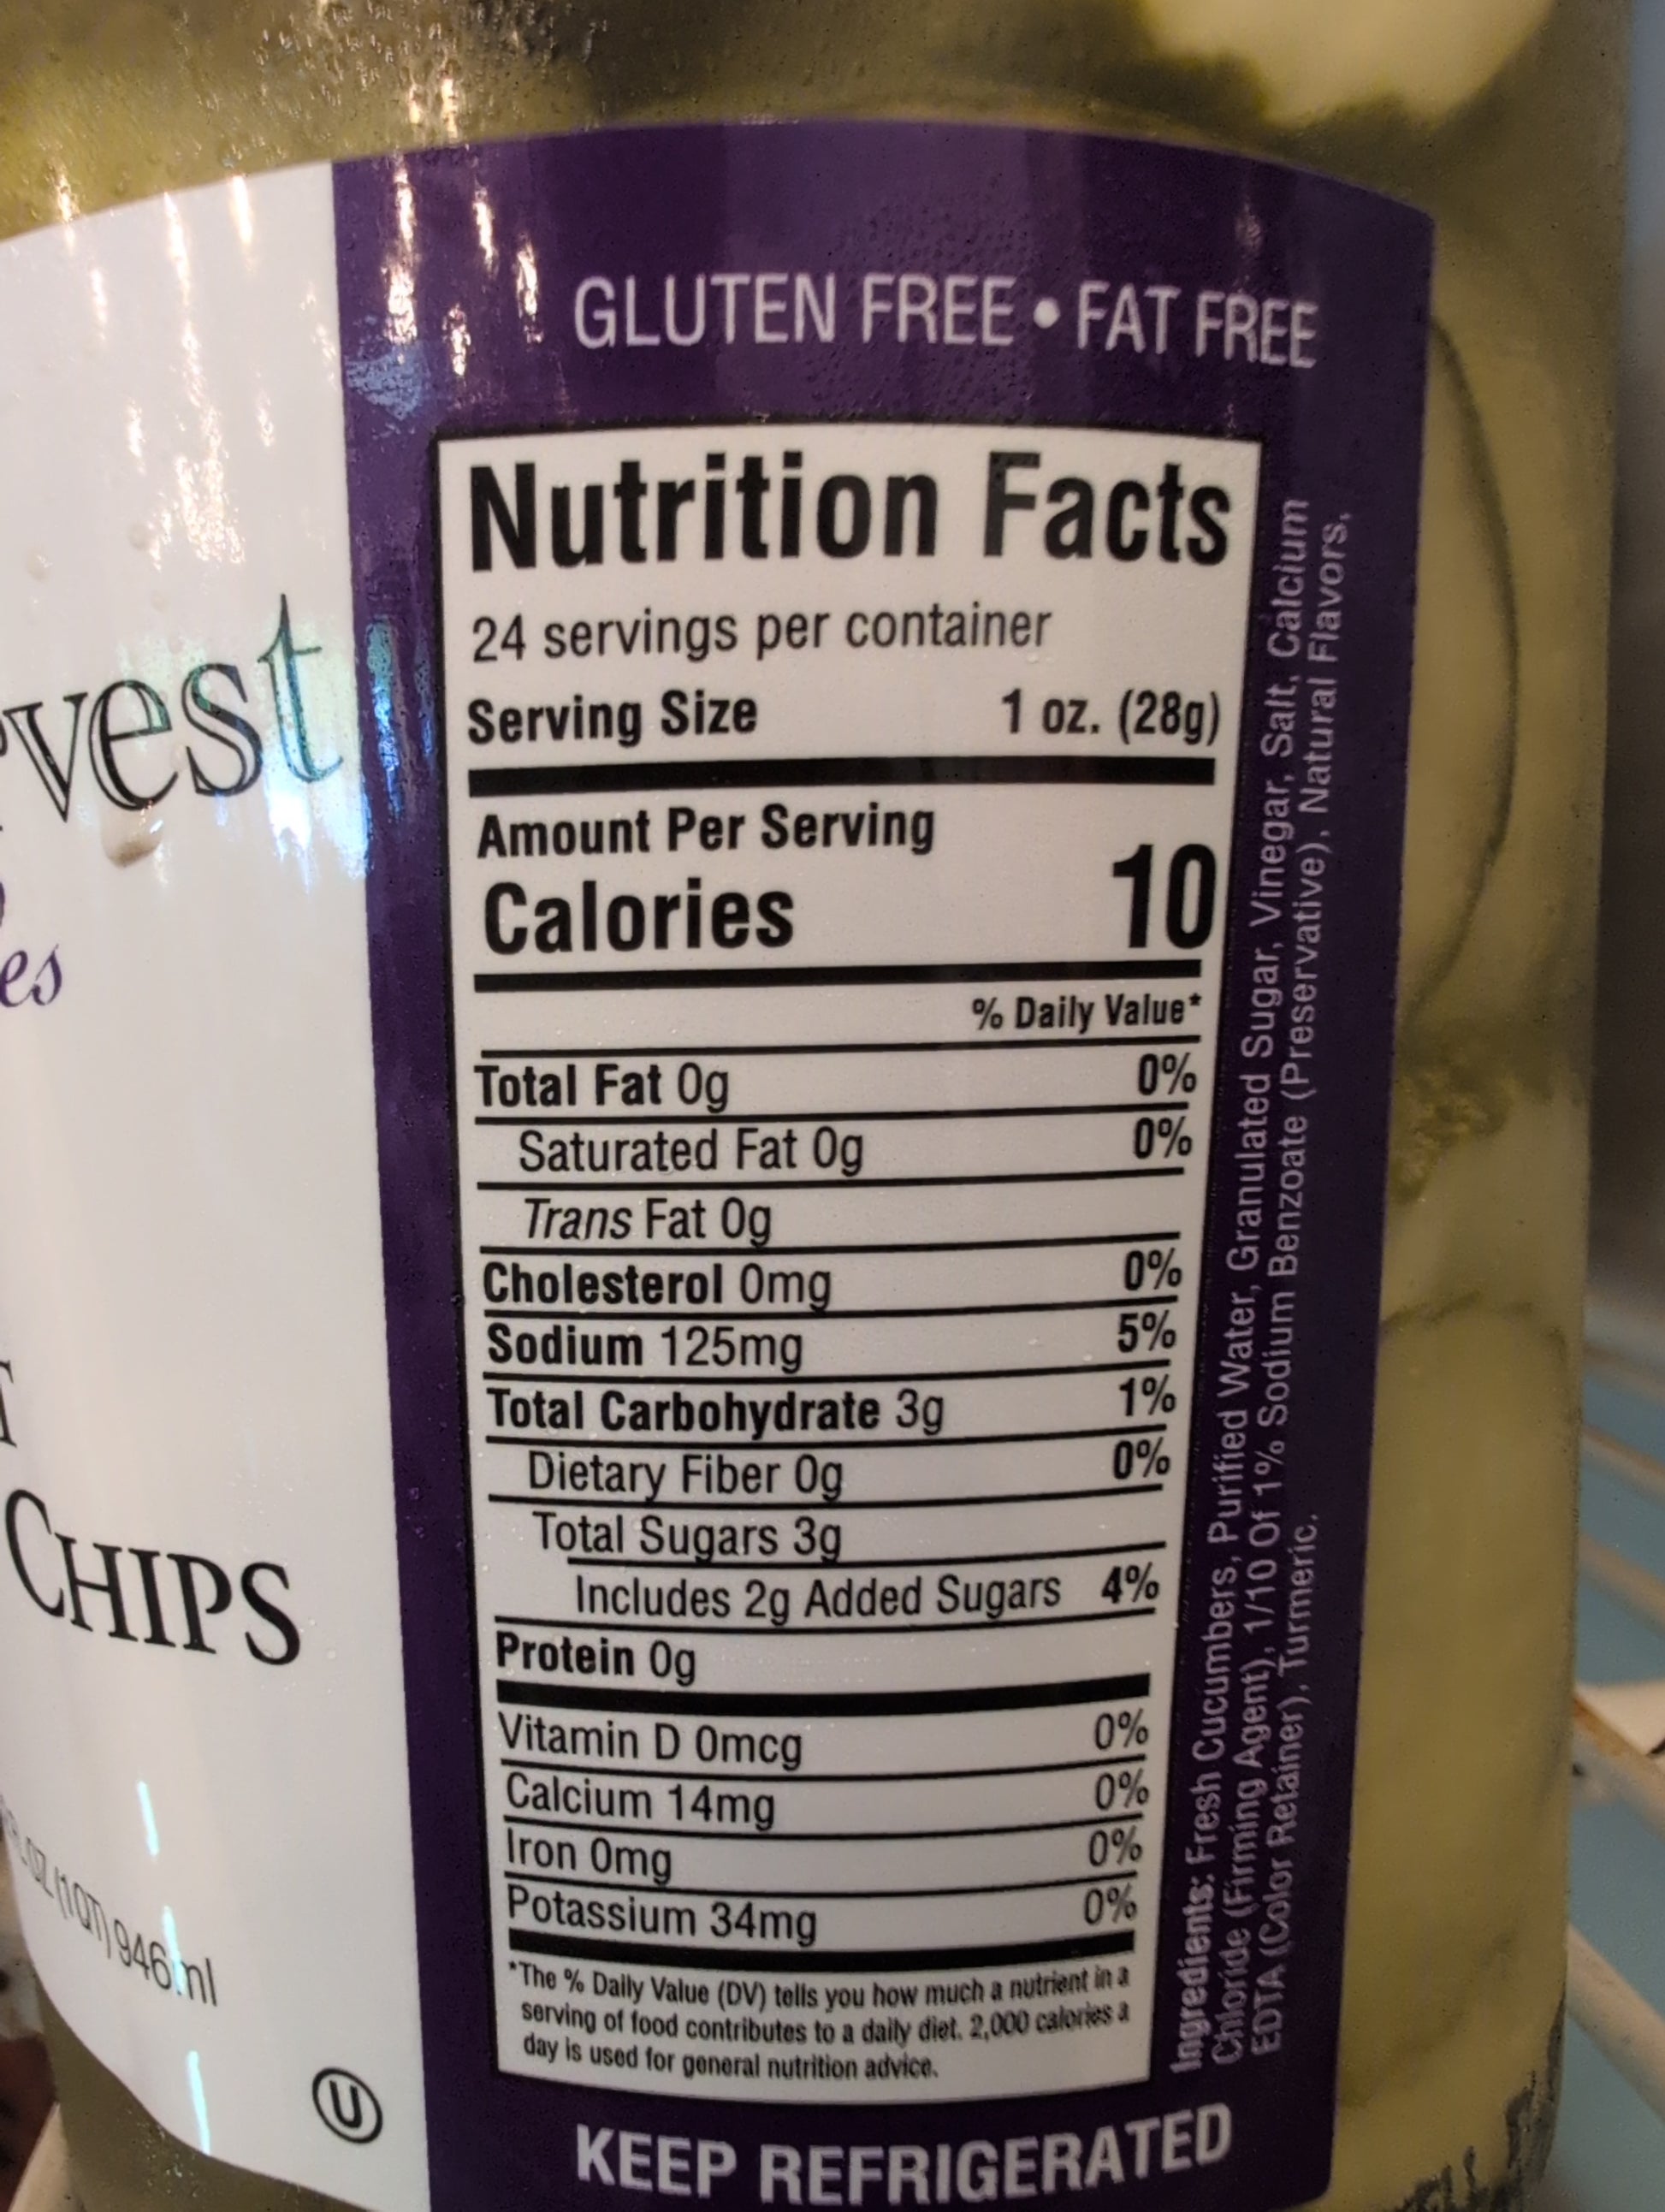 vest
es
CHIPS
(1QT) 946 ml
U
GLUTEN FREE • FAT FREE
Nutrition Facts
24 servings per container
Serving Size 1 oz. (28g)
Amount Per Serving
Calories 10
% Daily Value*
Total Fat 0g 0%
Saturated Fat 0g 0%
Trans Fat 0g
Cholesterol 0mg 0%
Sodium 125mg 5%
Total Carbohydrate 3g 1%
Dietary Fiber 0g 0%
Total Sugars 3g
Includes 2g Added Sugars 4%
Protein 0g
Vitamin D 0mcg 0%
Calcium 14mg 0%
Iron 0mg 0%
Potassium 34mg 0%
*The % Daily Value (DV) tells you how much a nutrient in a
serving of food contributes to a daily diet. 2,000 calories a
day is used for general nutrition advice.
Ingredients: Fresh Cucumbers, Purified Water, Granulated Sugar, Vinegar, Salt, Calcium
Chloride (Firming Agent), 1/10 Of 1% Sodium Benzoate (Preservative), Natural Flavors,
EDTA (Color Retainer), Turmeric.
KEEP REFRIGERATED